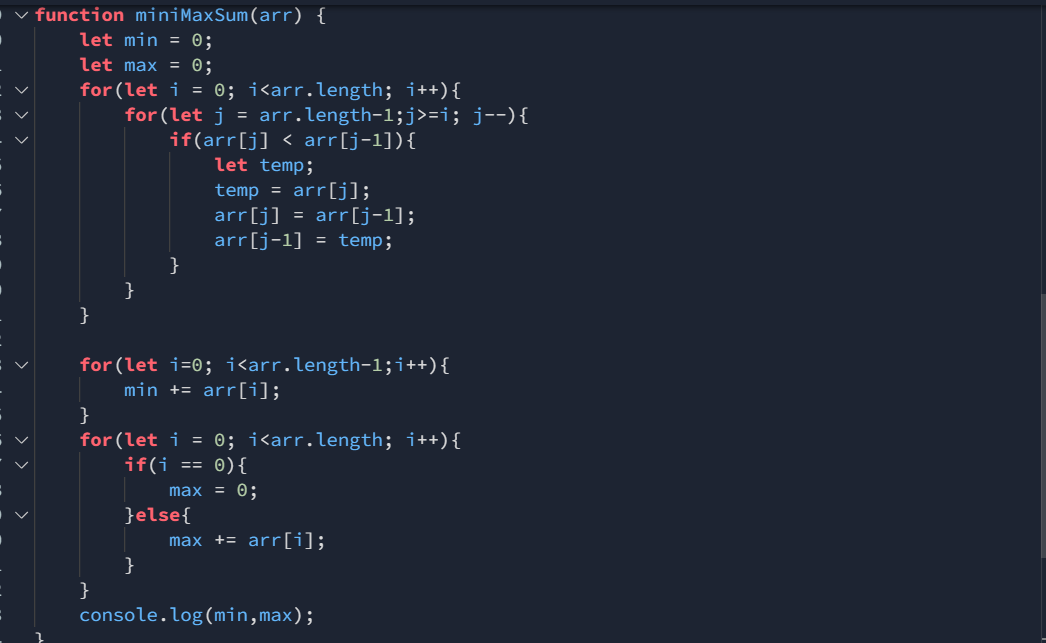 function miniMaxSum(arr) {
    let min = 0;
    let max = 0;
    for(let i = 0; i<arr.length; i++){
        for(let j = arr.length-1;j>=i; j--){
            if(arr[j] < arr[j-1]){
                let temp;
                temp = arr[j];
                arr[j] = arr[j-1];
                arr[j-1] = temp;
            }
        }
    }

    for(let i=0; i<arr.length-1;i++){
        min += arr[i];
    }
    for(let i = 0; i<arr.length; i++){
        if(i == 0){
            max = 0;
        }else{
            max += arr[i];
        }
    }
    console.log(min,max);
}